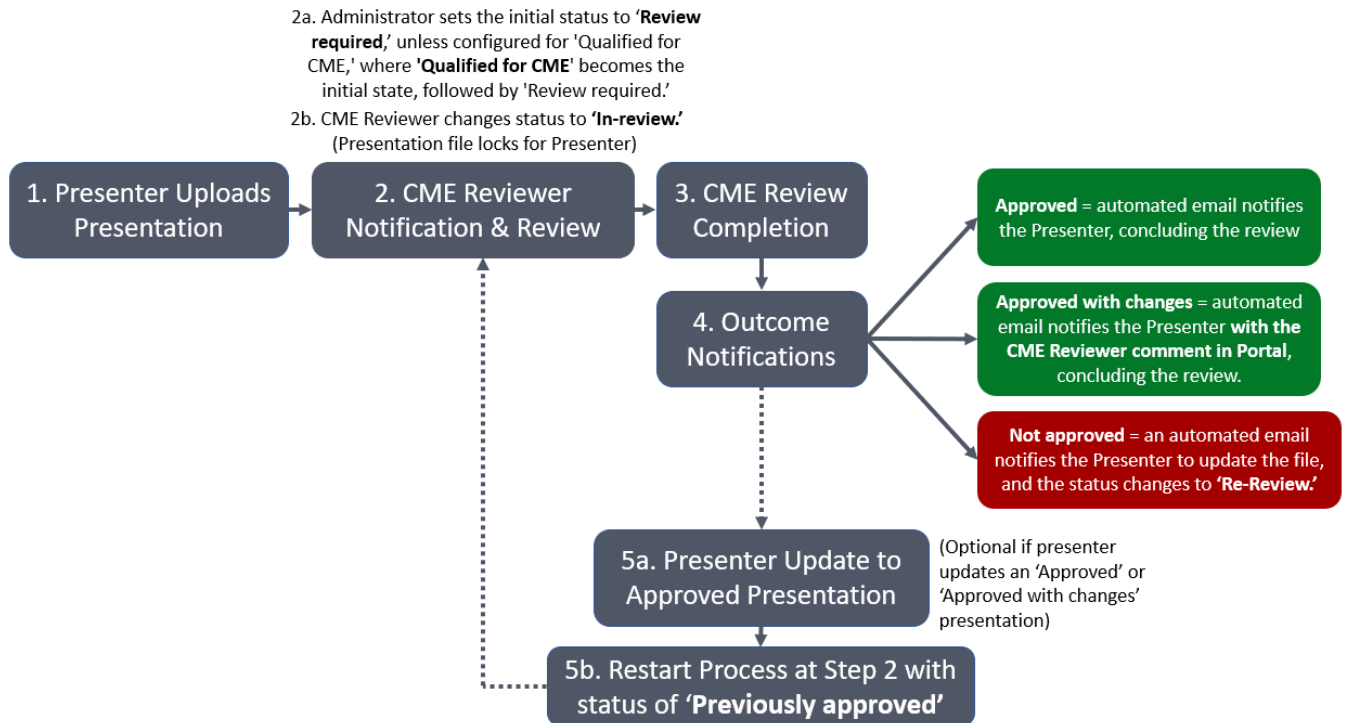 2a. Administrator sets the initial status to ‘Review
required,’ unless configured for 'Qualified for
CME,' where 'Qualified for CME' becomes the
initial state, followed by 'Review required.’
2b. CME Reviewer changes status to ‘In-review.’
(Presentation file locks for Presenter)
1. Presenter Uploads
Presentation
2. CME Reviewer
Notification & Review
3. CME Review
Completion
4. Outcome
Notifications
Approved = automated email notifies
the Presenter, concluding the review
Approved with changes = automated
email notifies the Presenter with the
CME Reviewer comment in Portal,
concluding the review.
Not approved = an automated email
notifies the Presenter to update the file,
and the status changes to ‘Re-Review.’
5a. Presenter Update to
Approved Presentation
(Optional if presenter
updates an ‘Approved’ or
‘Approved with changes’
presentation)
5b. Restart Process at Step 2 with
status of ‘Previously approved’